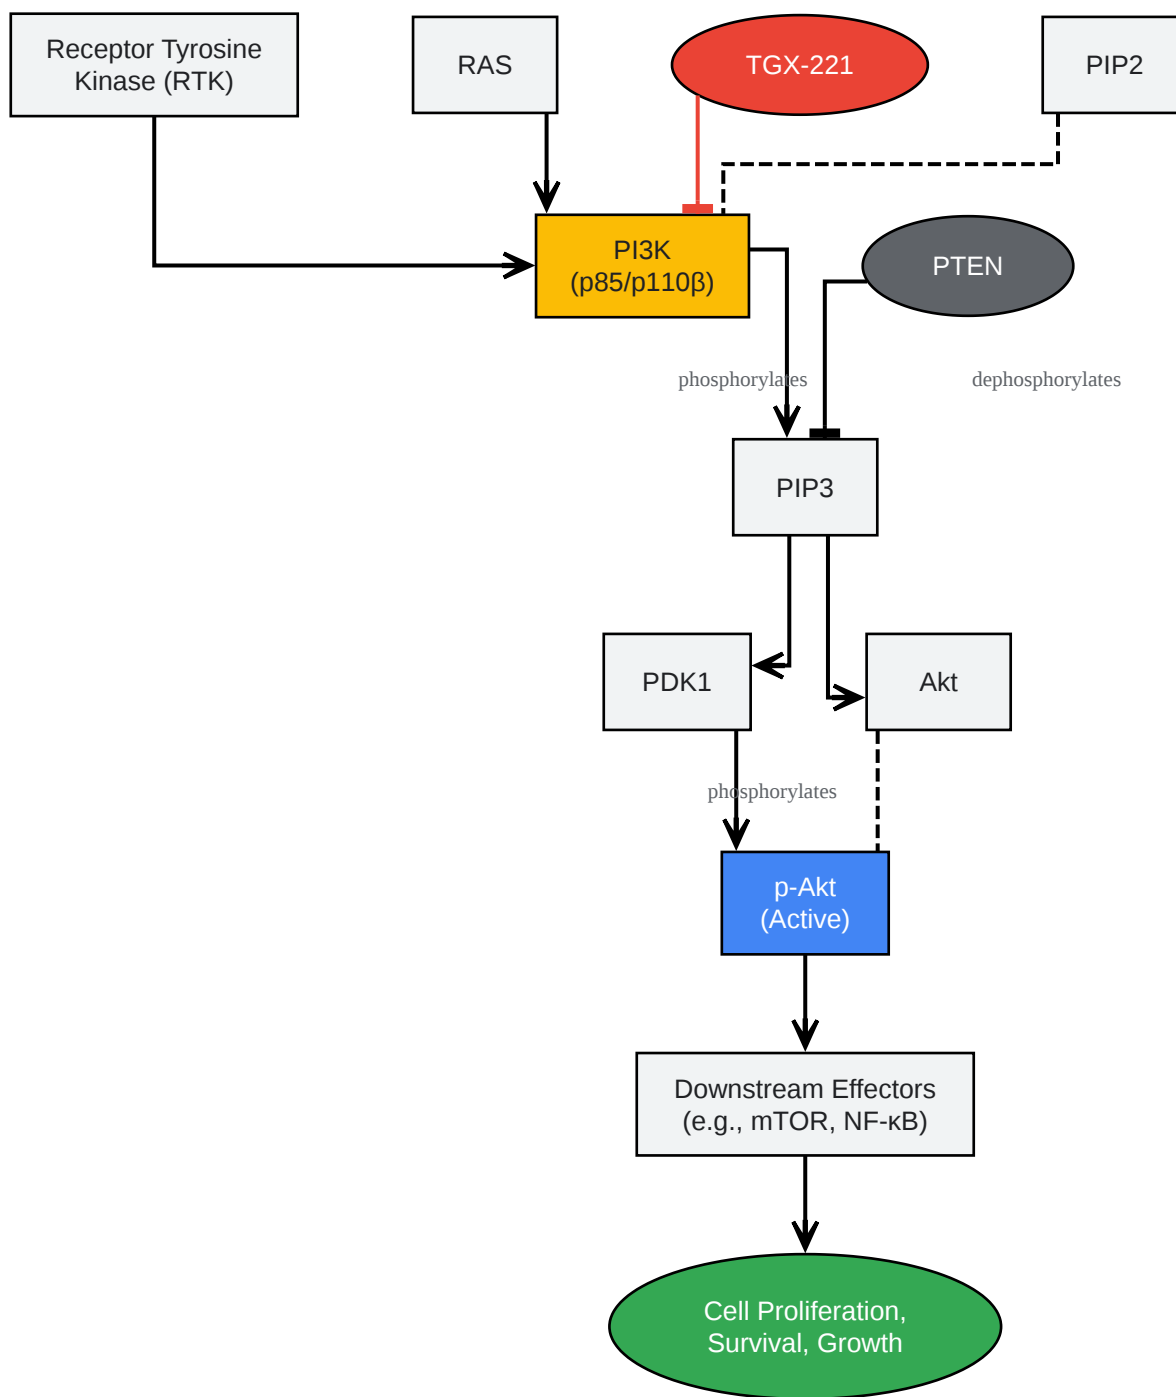 Receptor Tyrosine
Kinase (RTK)
RAS
TGX-221
PIP2
PI3K
(p85/p110β)
PTEN
phosphorylates
dephosphorylates
PIP3
PDK1
Akt
phosphorylates
p-Akt
(Active)
Downstream Effectors
(e.g., mTOR, NF-κB)
Cell Proliferation,
Survival, Growth